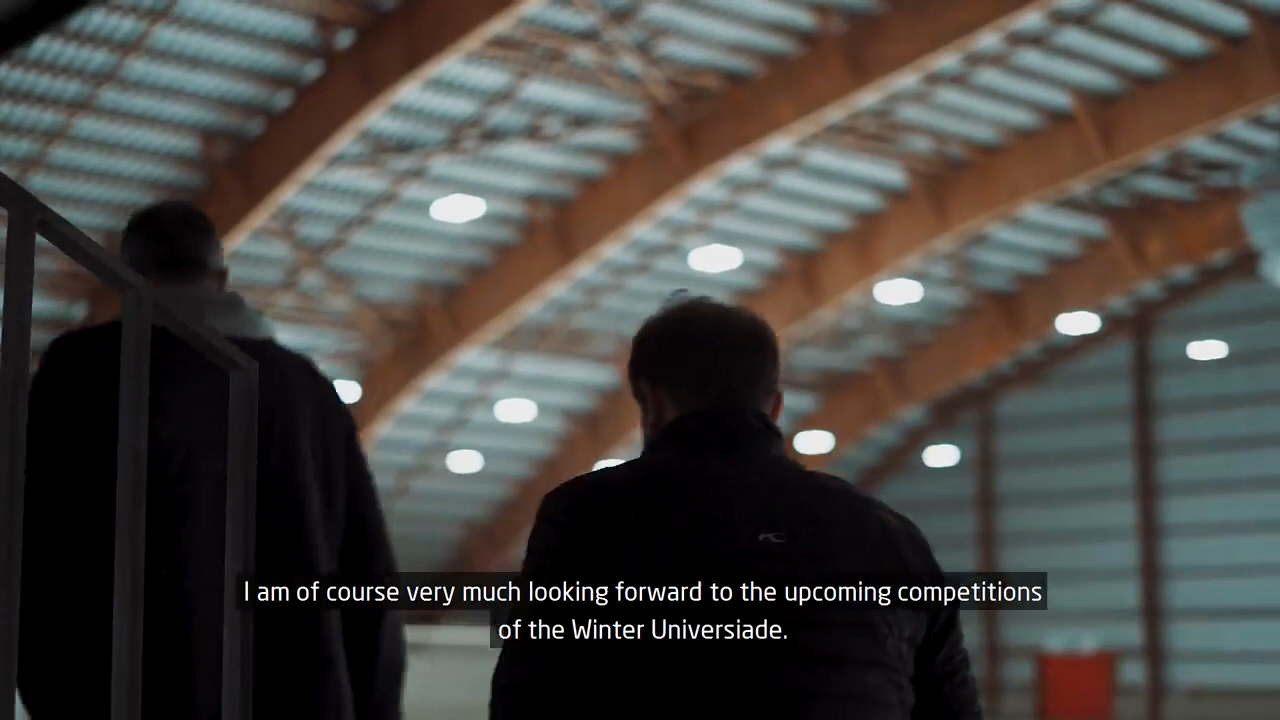 I am of course very much looking forward to the upcoming competitions
of the Winter Universiade.